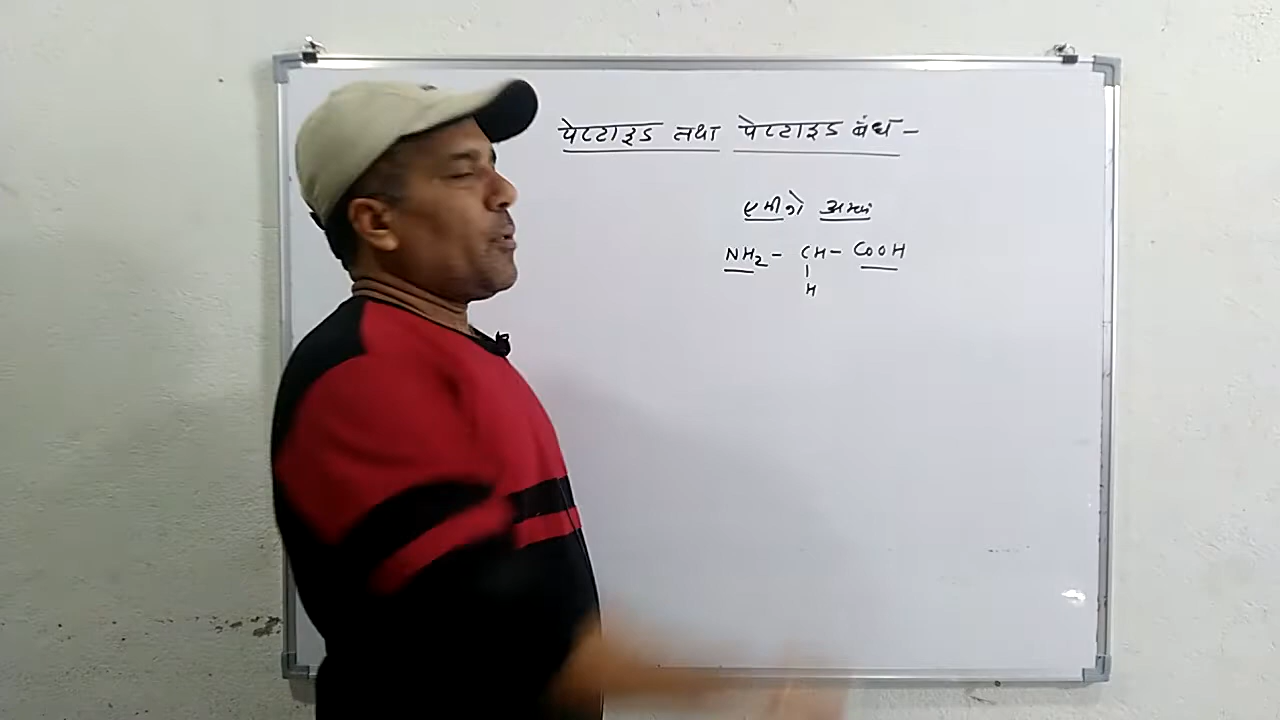 पेप्टाइड तथा पेप्टाइड बंध -
एमीनो अम्ल
NH2 - CH - COOH
|
H